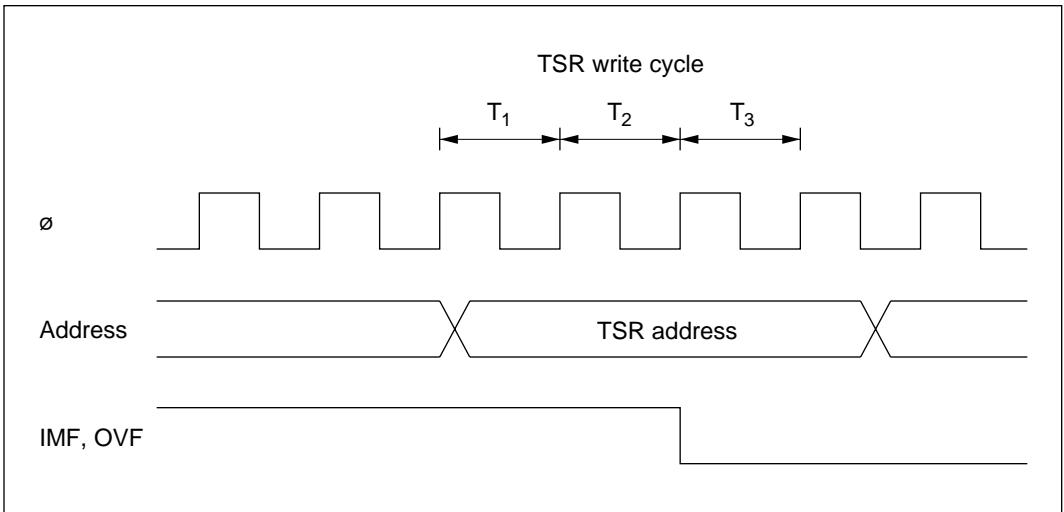 TSR write cycle
T1 T2 T3
ø
Address TSR address
IMF, OVF